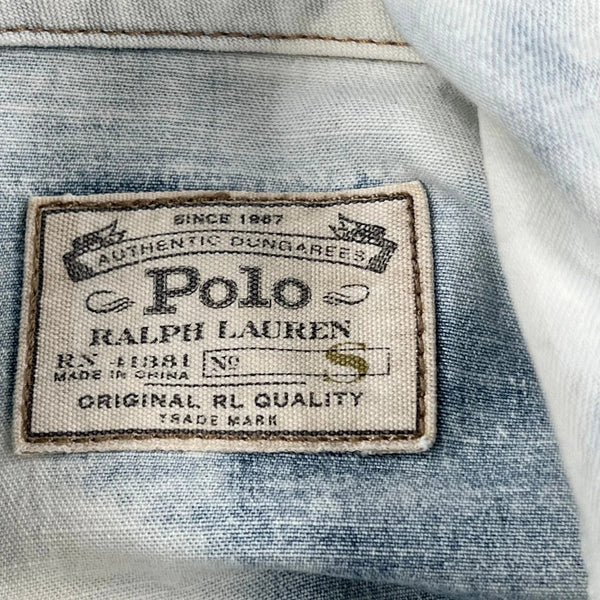 SINCE 1967
AUTHENTIC DUNGAREES
Polo
RALPH LAUREN
RN 41381 Nº S
MADE IN CHINA
ORIGINAL RL QUALITY
TRADE MARK